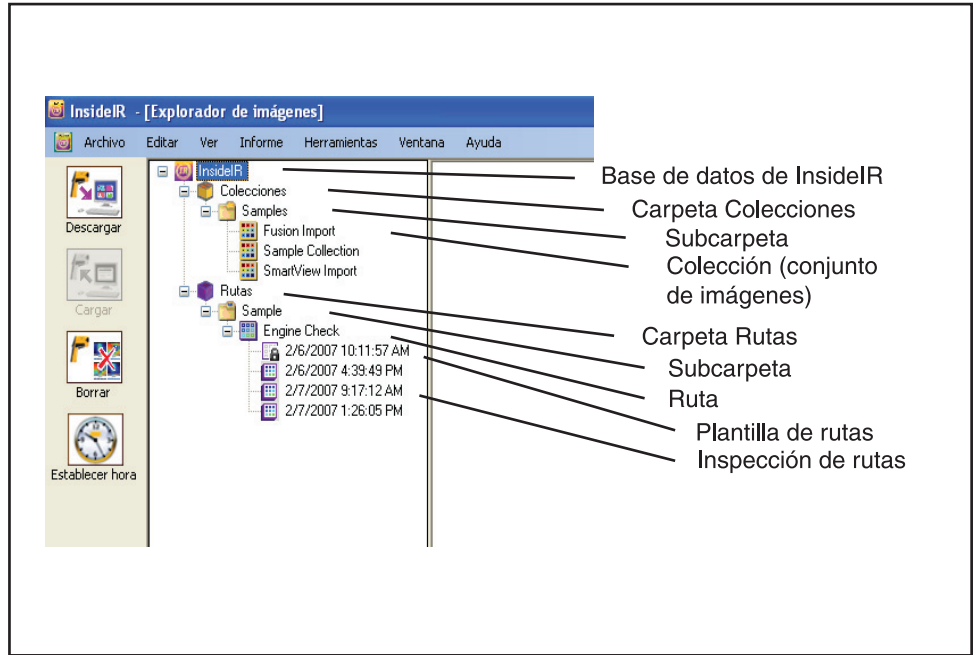 InsideIR - [Explorador de imágenes]
Archivo Editar Ver Informe Herramientas Ventana Ayuda
Descargar
Cargar
Borrar
Establecer hora
InsideIR
Colecciones
Samples
Fusion Import
Sample Collection
SmartView Import
Rutas
Sample
Engine Check
2/6/2007 10:11:57 AM
2/6/2007 4:39:49 PM
2/7/2007 9:17:12 AM
2/7/2007 1:26:05 PM
Base de datos de InsideIR
Carpeta Colecciones
Subcarpeta
Colección (conjunto
de imágenes)
Carpeta Rutas
Subcarpeta
Ruta
Plantilla de rutas
Inspección de rutas